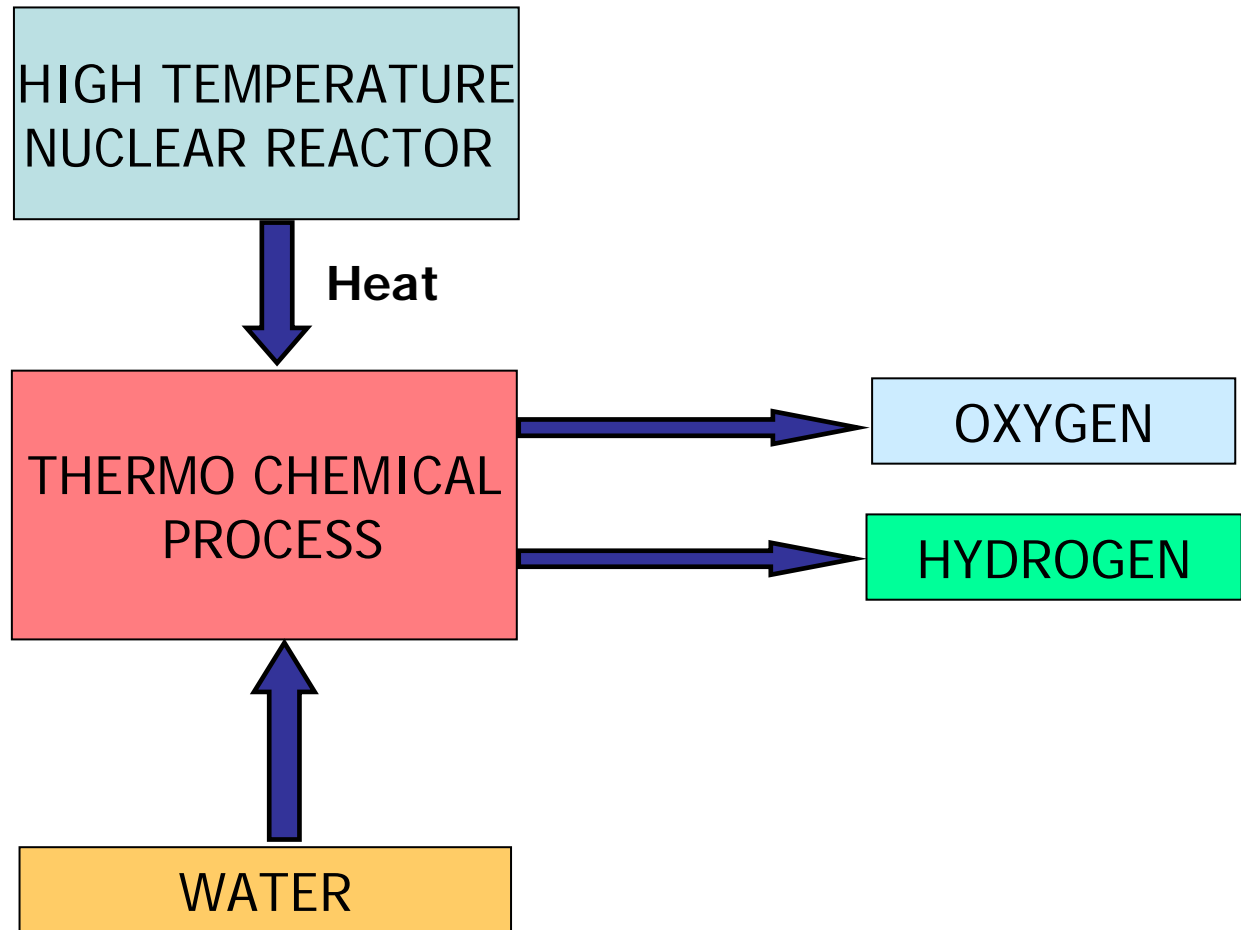 HIGH TEMPERATURE
NUCLEAR REACTOR
Heat
THERMO CHEMICAL
PROCESS
OXYGEN
HYDROGEN
WATER